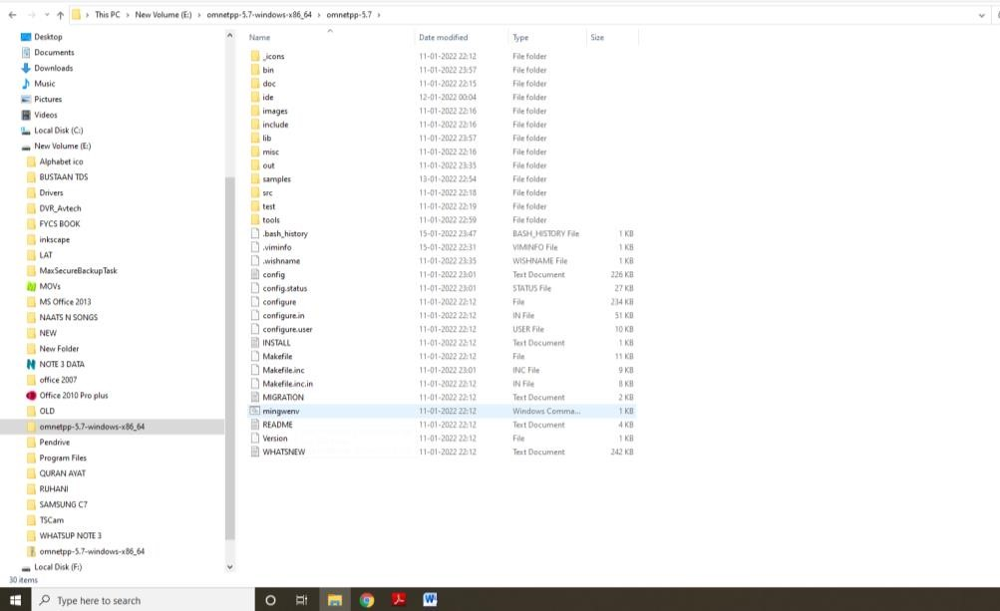 This PC > New Volume (E:) > omnetpp-5.7-windows-x86_64 > omnetpp-5.7 >
Desktop
Documents
Downloads
Music
Pictures
Videos
Local Disk (C:)
New Volume (E:)
Alphabet ico
BUSTAAN TDS
Drivers
DVR_Avtech
FYCS BOOK
inkscape
LAT
MaxSecureBackupTask
MOVs
MS Office 2013
NAATS N SONGS
NEW
New Folder
NOTE 3 DATA
office 2007
Office 2010 Pro plus
OLD
omnetpp-5.7-windows-x86_64
Pendrive
Program Files
QURAN AYAT
RUHANI
SAMSUNG C7
TSCam
WHATSUP NOTE 3
omnetpp-5.7-windows-x86_64
Local Disk (F:)
Name Date modified Type Size
_icons 11-01-2022 22:12 File folder
bin 11-01-2022 23:57 File folder
doc 11-01-2022 22:15 File folder
ide 12-01-2022 00:04 File folder
images 11-01-2022 22:16 File folder
include 11-01-2022 22:16 File folder
lib 11-01-2022 23:57 File folder
misc 11-01-2022 22:16 File folder
out 11-01-2022 23:35 File folder
samples 13-01-2022 22:54 File folder
src 11-01-2022 22:18 File folder
test 11-01-2022 22:19 File folder
tools 11-01-2022 22:59 File folder
.bash_history 15-01-2022 23:47 BASH_HISTORY File 1 KB
.viminfo 15-01-2022 22:31 VIMINFO File 1 KB
.wishname 11-01-2022 23:35 WISHNAME File 1 KB
config 11-01-2022 23:01 Text Document 226 KB
config.status 11-01-2022 23:01 STATUS File 27 KB
configure 11-01-2022 22:12 File 234 KB
configure.in 11-01-2022 22:12 IN File 51 KB
configure.user 11-01-2022 22:12 USER File 10 KB
INSTALL 11-01-2022 22:12 Text Document 1 KB
Makefile 11-01-2022 22:12 File 11 KB
Makefile.inc 11-01-2022 23:01 INC File 9 KB
Makefile.inc.in 11-01-2022 22:12 IN File 8 KB
MIGRATION 11-01-2022 22:12 Text Document 2 KB
mingwenv 11-01-2022 22:12 Windows Comma... 1 KB
README 11-01-2022 22:12 Text Document 4 KB
Version 11-01-2022 22:12 File 1 KB
WHATSNEW 11-01-2022 22:12 Text Document 242 KB
30 items
Type here to search